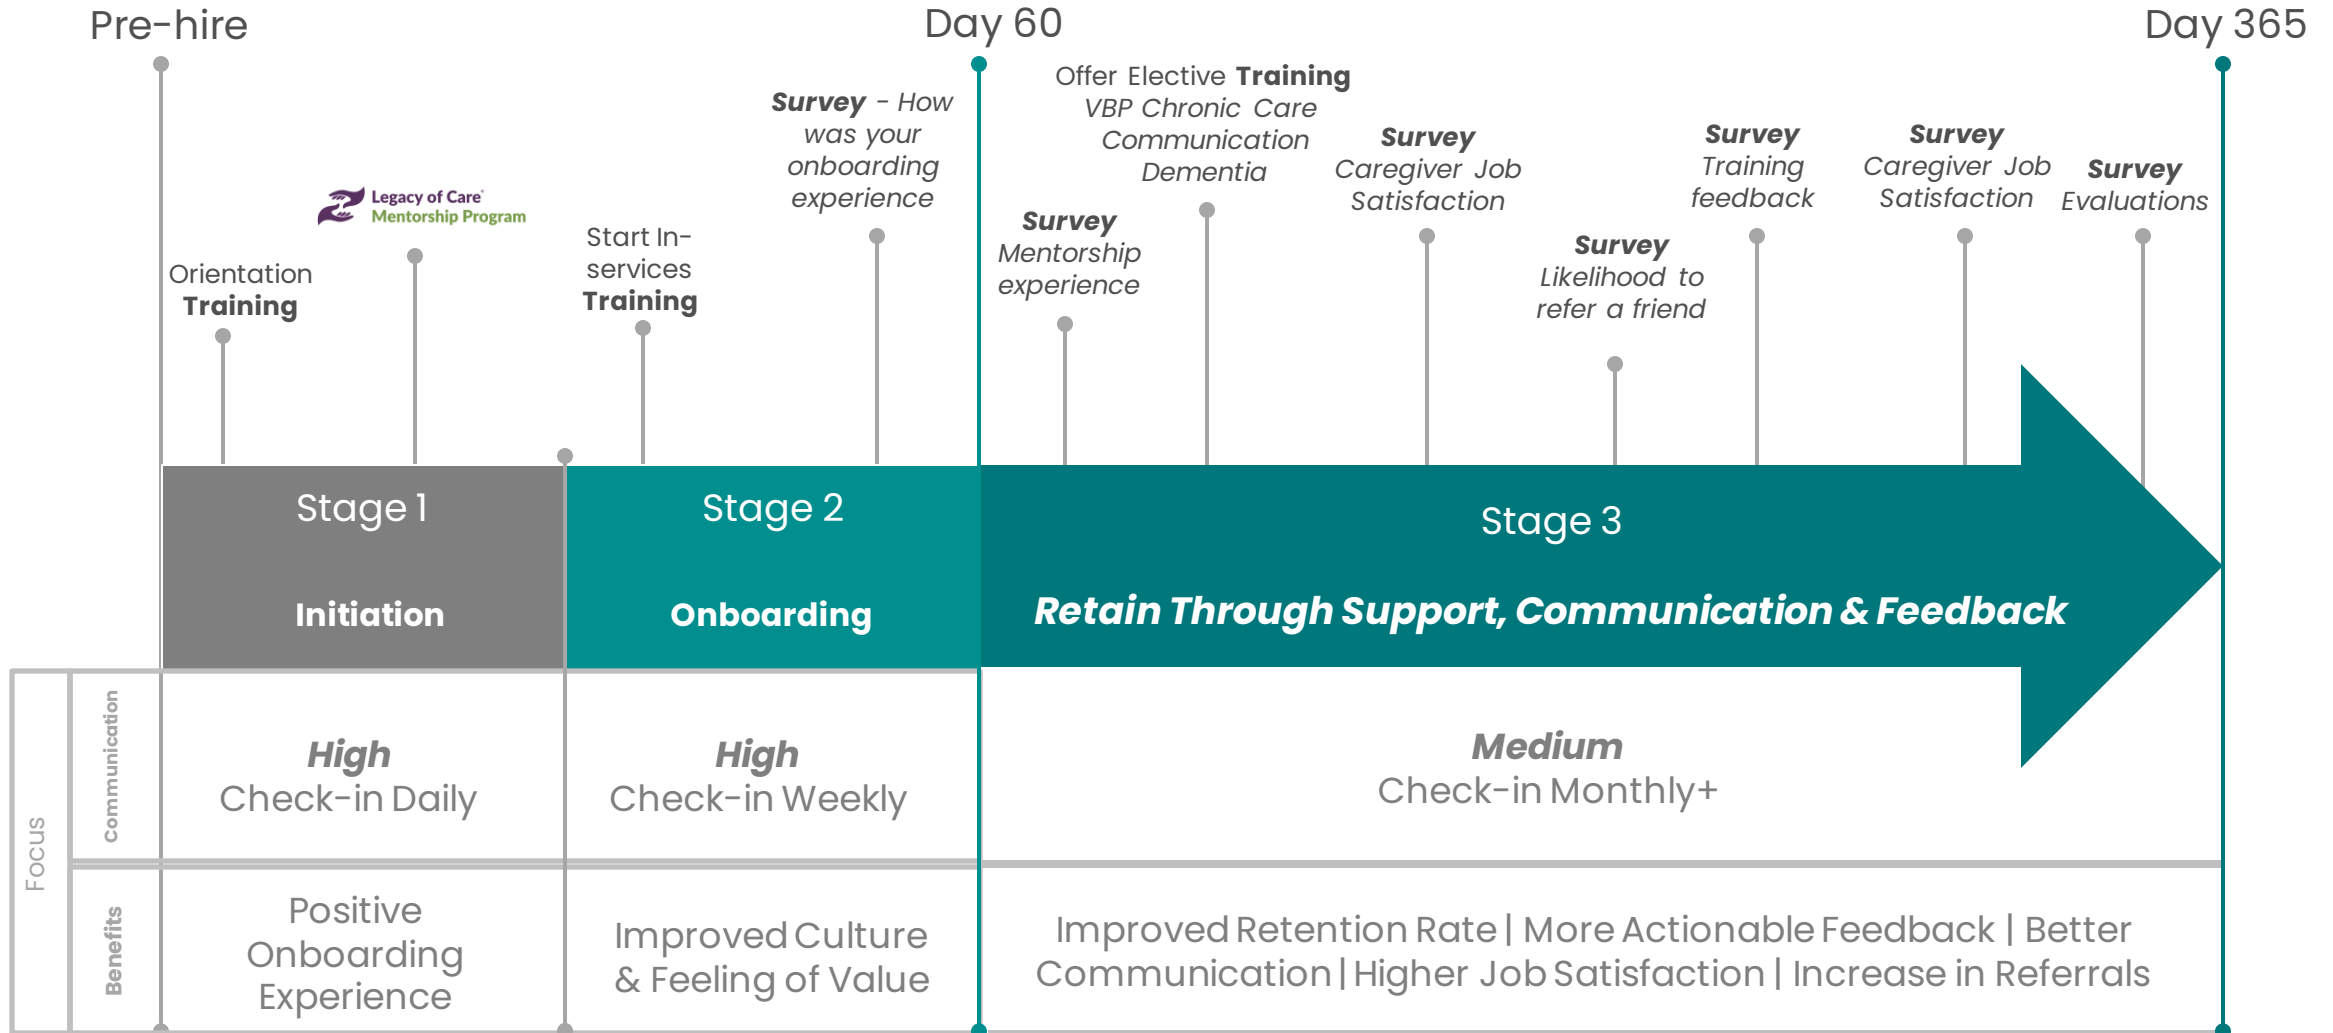 Pre-hire
Day 60
Day 365
Orientation
Training
Legacy of Care®
Mentorship Program
Start In-
services
Training
Survey - How
was your
onboarding
experience
Survey
Mentorship
experience
Offer Elective Training
VBP Chronic Care
Communication
Dementia
Survey
Caregiver Job
Satisfaction
Survey
Likelihood to
refer a friend
Survey
Training
feedback
Survey
Caregiver Job
Satisfaction
Survey
Evaluations
Stage 1
Initiation
Stage 2
Onboarding
Stage 3
Retain Through Support, Communication & Feedback
Focus
Communication
High
Check-in Daily
High
Check-in Weekly
Medium
Check-in Monthly+
Benefits
Positive
Onboarding
Experience
Improved Culture
& Feeling of Value
Improved Retention Rate | More Actionable Feedback | Better
Communication | Higher Job Satisfaction | Increase in Referrals